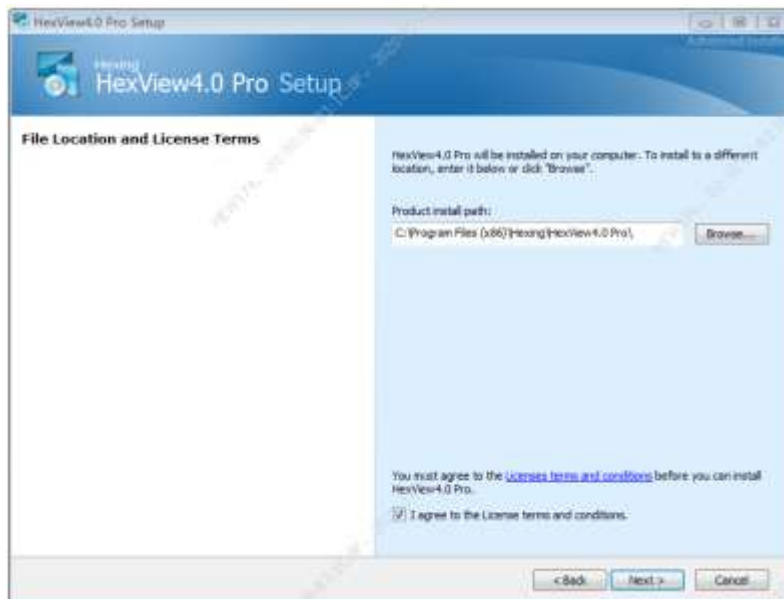 HexView4.0 Pro Setup
Hexing
HexView4.0 Pro Setup
File Location and License Terms
HexView4.0 Pro will be installed on your computer. To install to a different
location, enter it below or click "Browse".
Product install path:
C:\Program Files (x86)\Hexing\HexView4.0 Pro\
Browse...
You must agree to the Licenses terms and conditions before you can install
HexView4.0 Pro.
I agree to the License terms and conditions.
< Back
Next >
Cancel